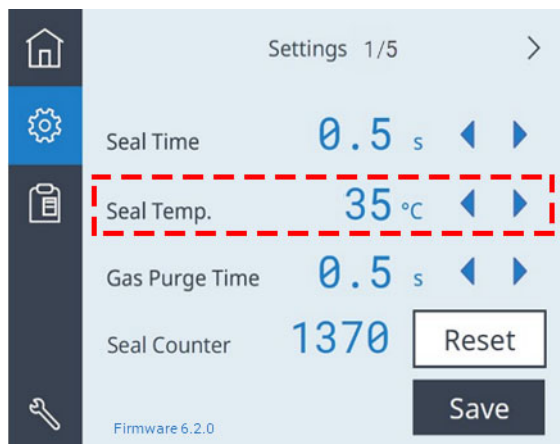 Settings 1/5 >
Seal Time 0.5 s
Seal Temp. 35 °C
Gas Purge Time 0.5 s
Seal Counter 1370 Reset
Firmware 6.2.0 Save